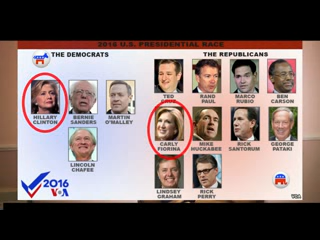 2016 U.S. PRESIDENTIAL RACE
THE DEMOCRATS
THE REPUBLICANS
HILLARY
CLINTON
BERNIE
SANDERS
MARTIN
O'MALLEY
LINCOLN
CHAFEE
TED
CRUZ
RAND
PAUL
MARCO
RUBIO
BEN
CARSON
CARLY
FIORINA
MIKE
HUCKABEE
RICK
SANTORUM
GEORGE
PATAKI
LINDSEY
GRAHAM
RICK
PERRY
2016
VOA
VOA